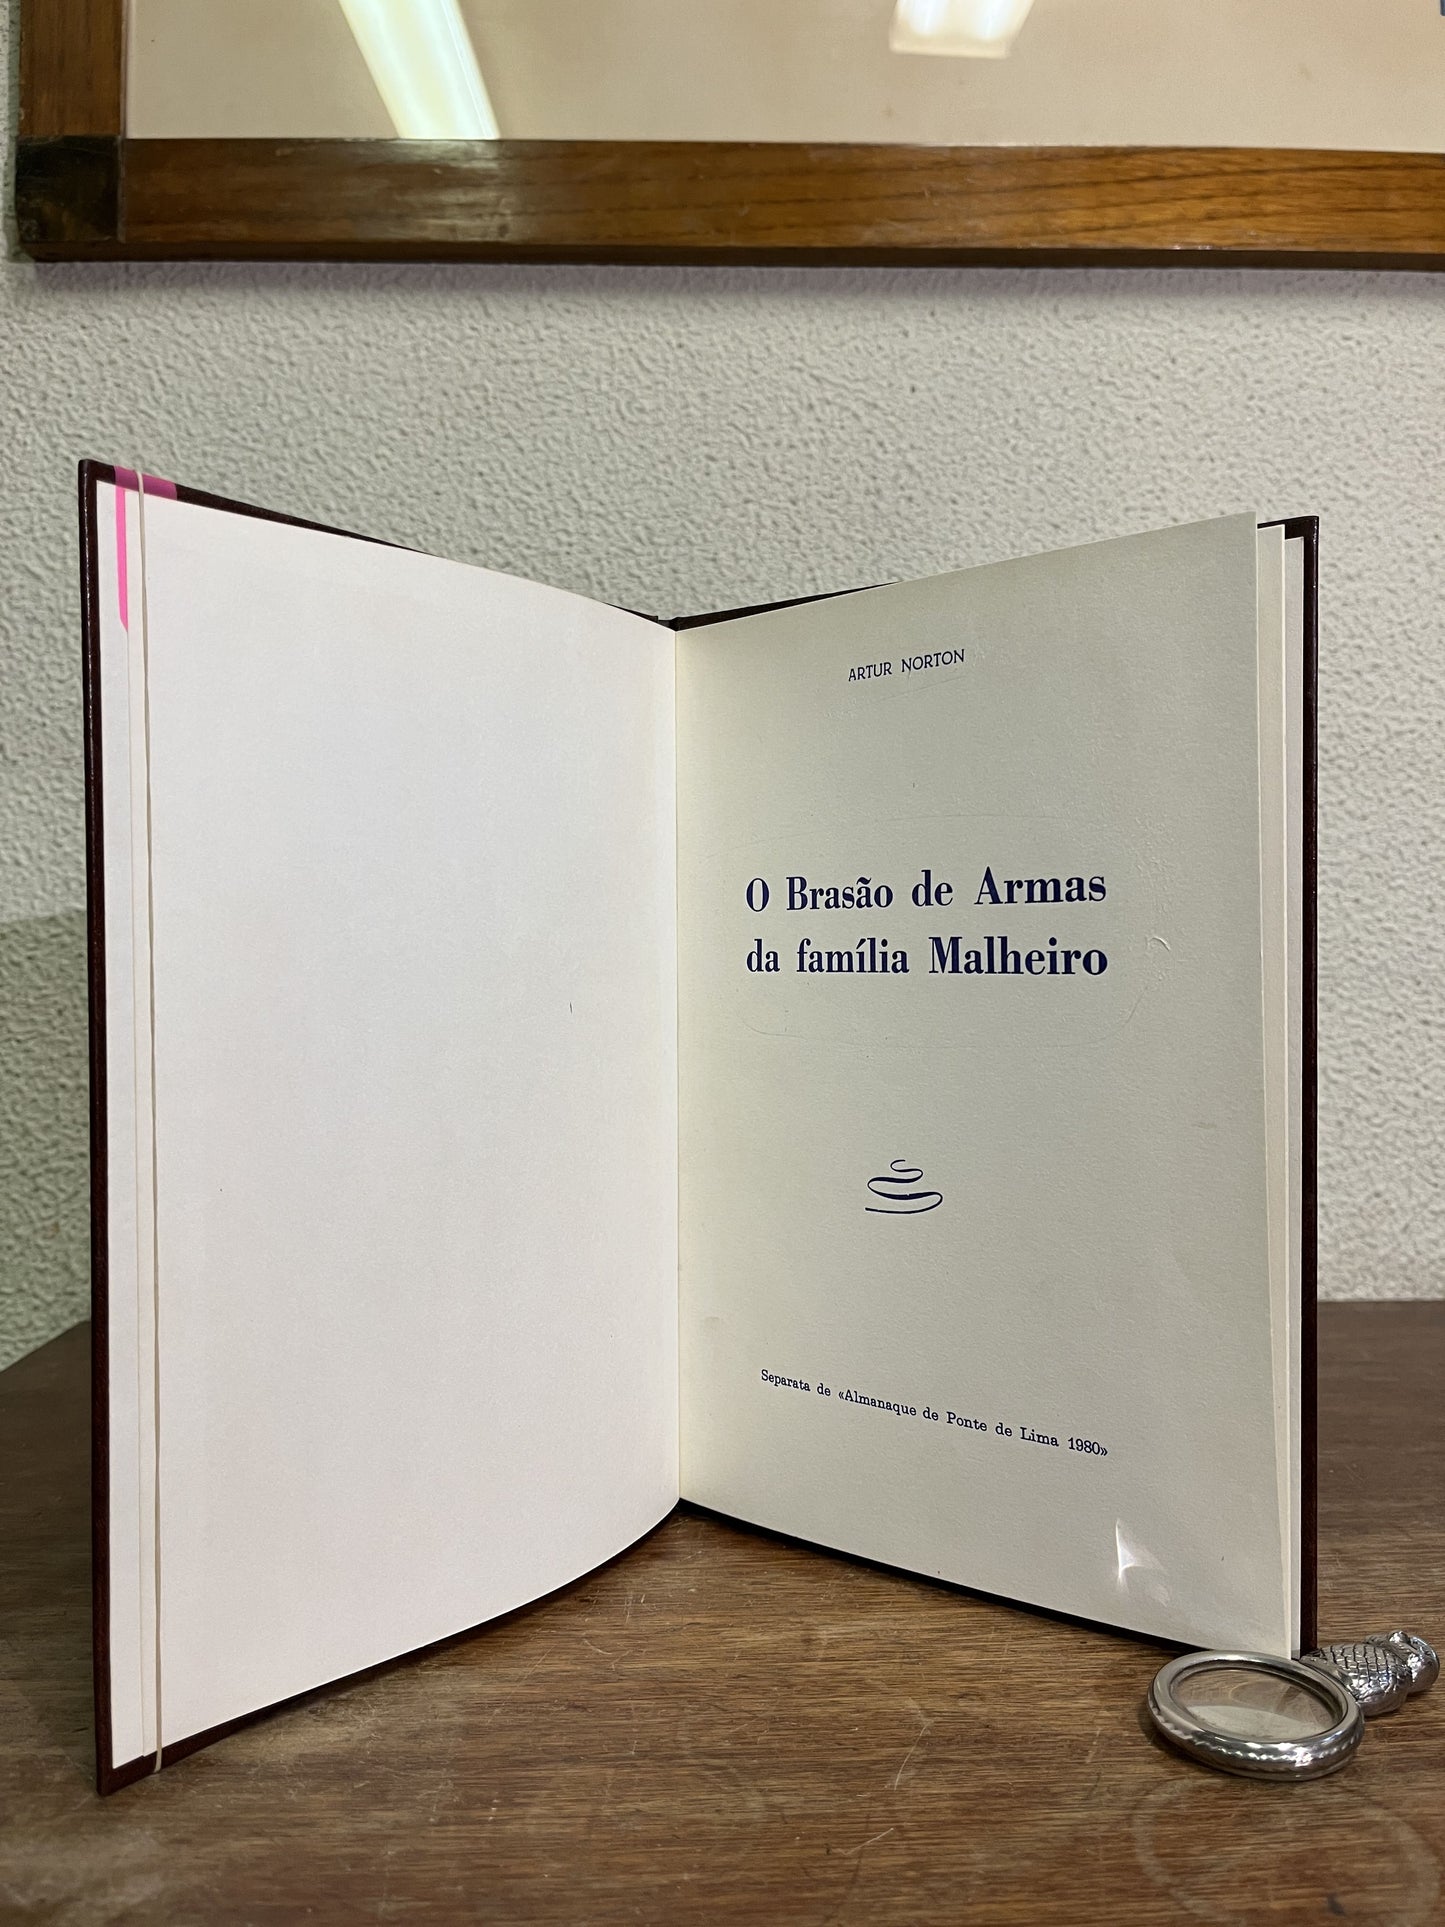 ARTUR NORTON
O Brasão de Armas
da família Malheiro
Separata de «Almanaque de Ponte de Lima 1980»